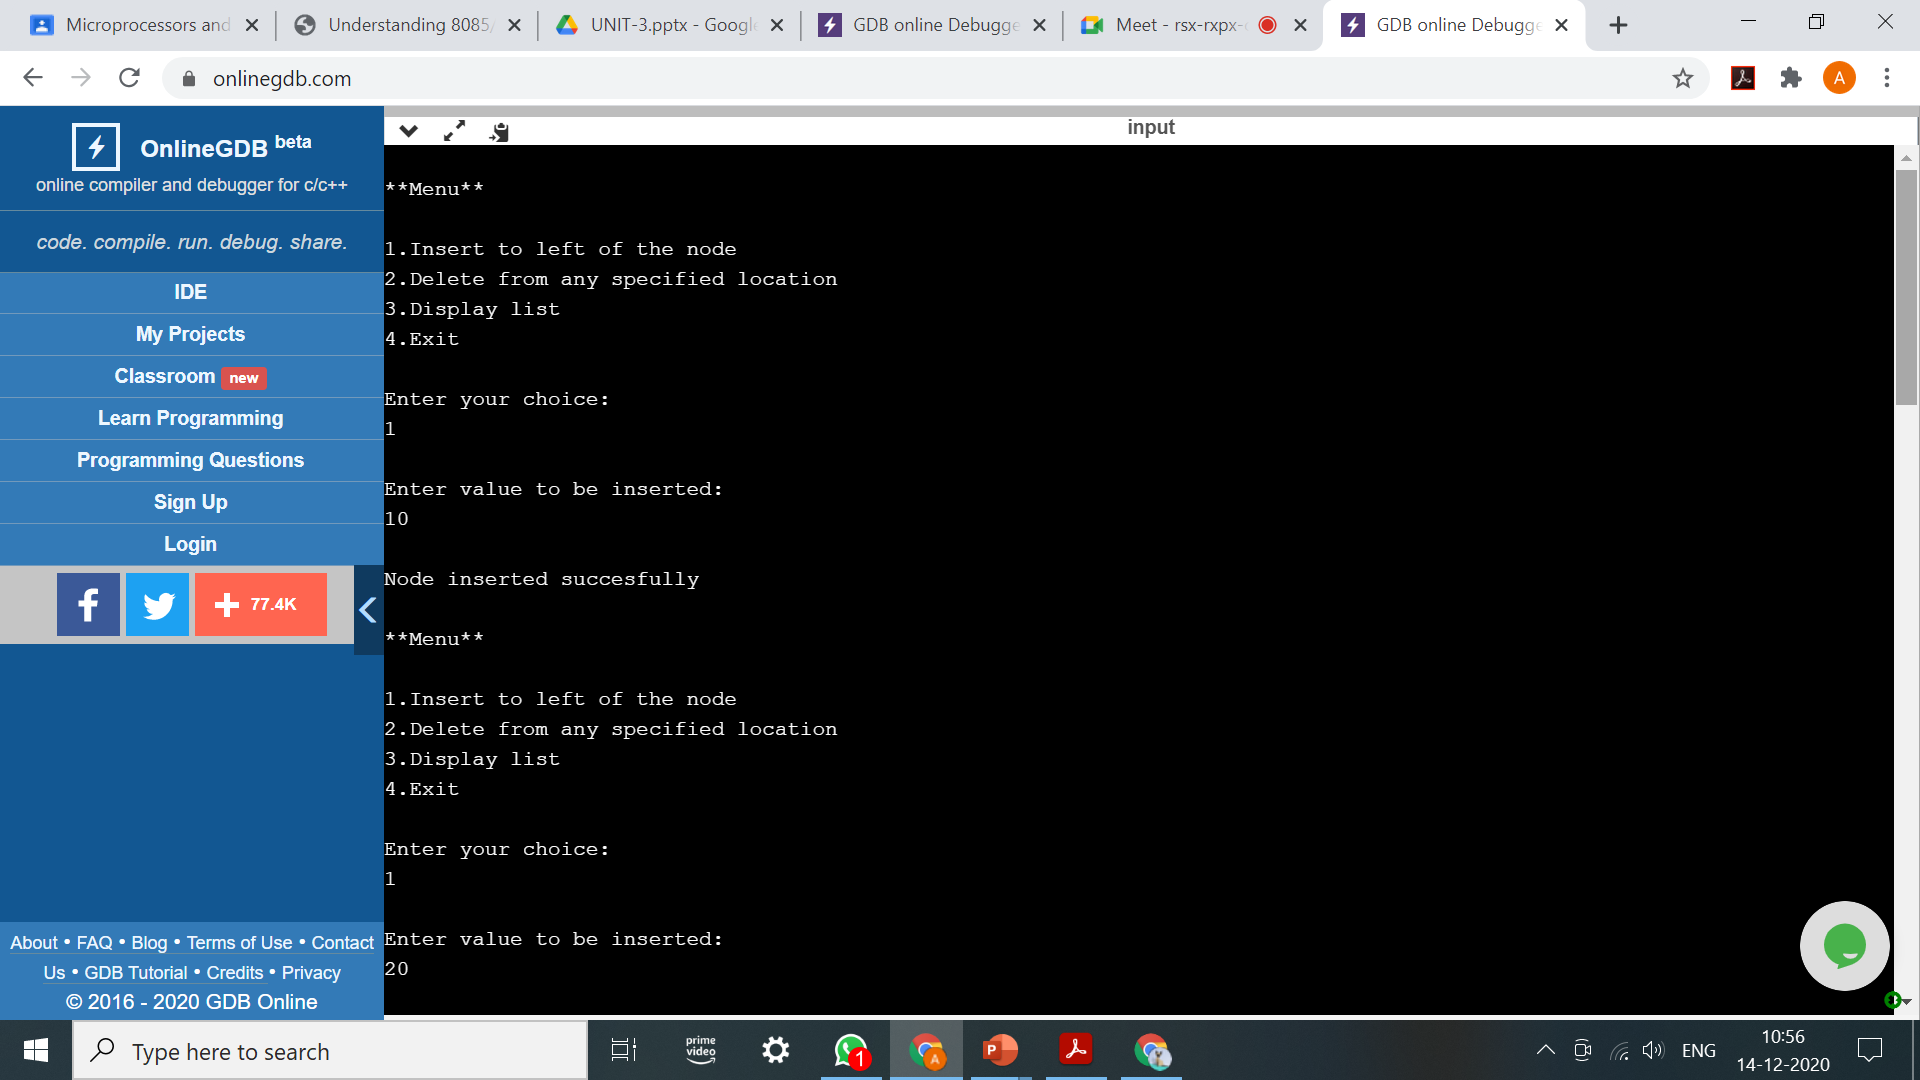 Microprocessors and
Understanding 8085/
UNIT-3.pptx - Google
GDB online Debugge
Meet - rsx-rxpx-
GDB online Debugge
onlinegdb.com
A
OnlineGDB beta
online compiler and debugger for c/c++
code. compile. run. debug. share.
IDE
My Projects
Classroom new
Learn Programming
Programming Questions
Sign Up
Login
77.4K
About • FAQ • Blog • Terms of Use • Contact
Us • GDB Tutorial • Credits • Privacy
© 2016 - 2020 GDB Online
input
**Menu**
1.Insert to left of the node
2.Delete from any specified location
3.Display list
4.Exit
Enter your choice:
1
Enter value to be inserted:
10
Node inserted succesfully
**Menu**
1.Insert to left of the node
2.Delete from any specified location
3.Display list
4.Exit
Enter your choice:
1
Enter value to be inserted:
20
Type here to search
prime
video
1
A
P
ENG
10:56
14-12-2020